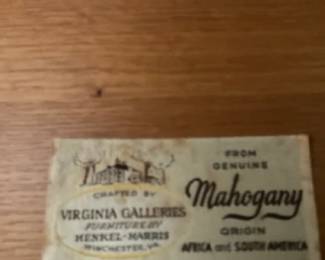 CRAFTED BY
VIRGINIA GALLERIES
FURNITURE BY
HENKEL-HARRIS
WINCHESTER, VA.
FROM
GENUINE
Mahogany
ORIGIN
AFRICA and SOUTH AMERICA